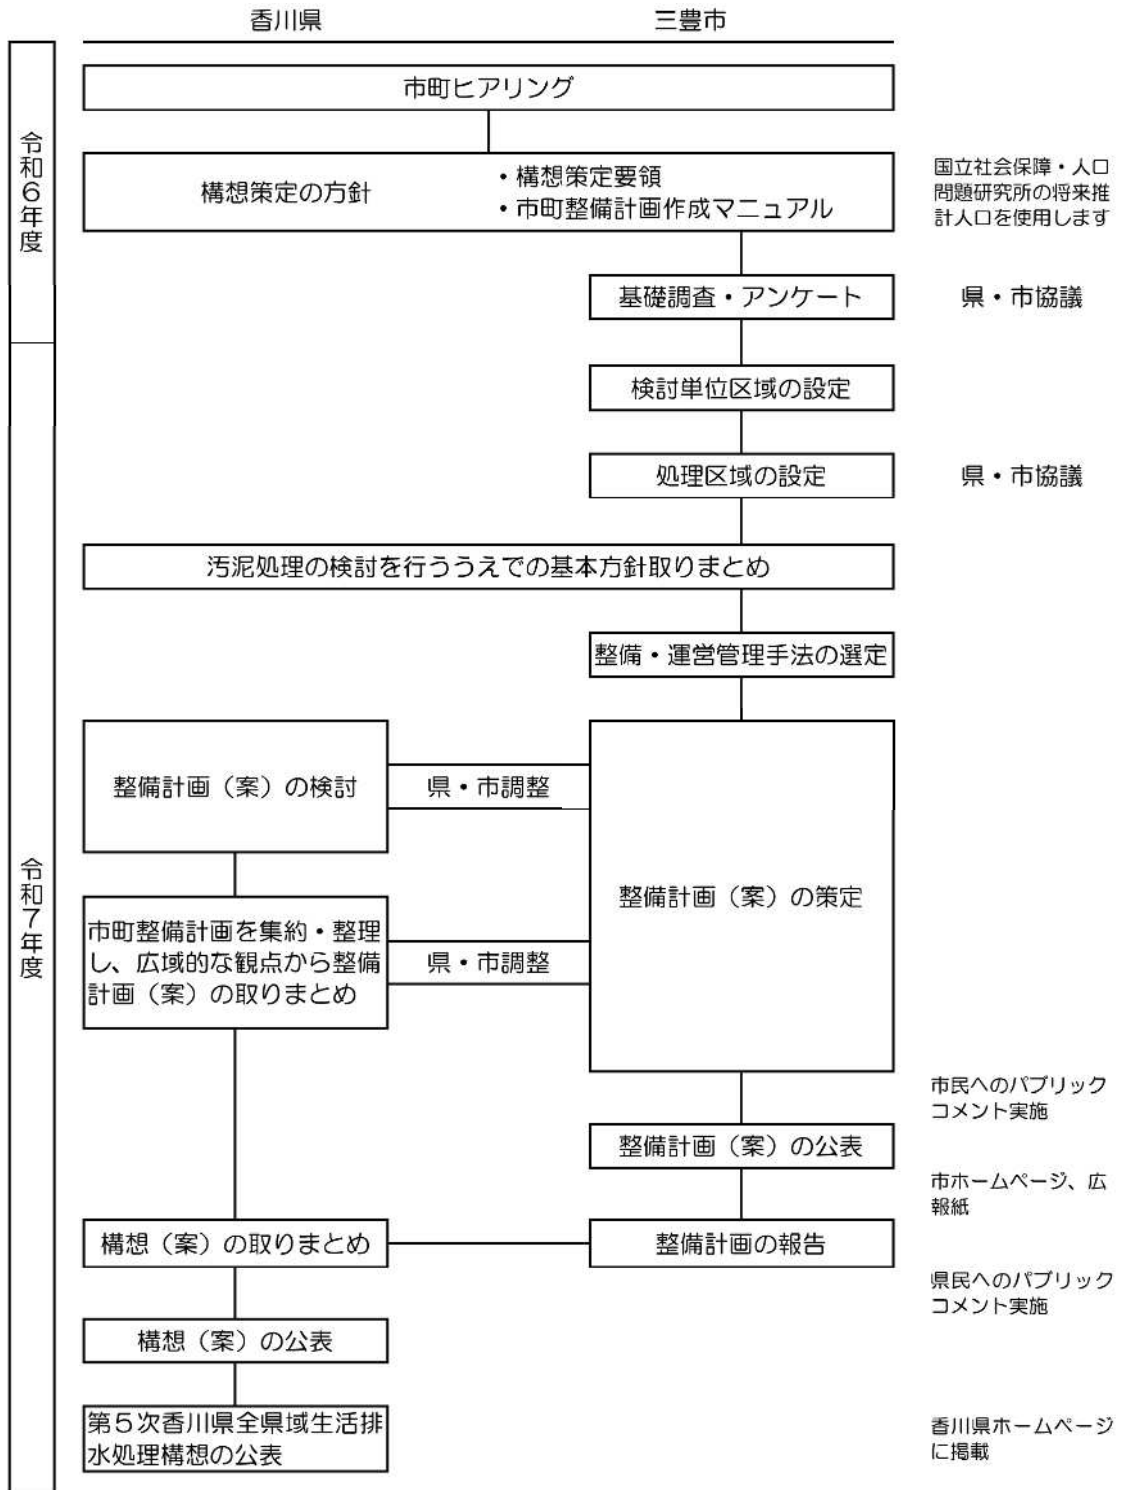 香川県
三豊市
令和6年度
市町ヒアリング
構想策定の方針
・構想策定要領
・市町整備計画作成マニュアル
国立社会保障・人口
問題研究所の将来推
計人口を使用します
基礎調査・アンケート
県・市協議
検討単位区域の設定
処理区域の設定
県・市協議
汚泥処理の検討を行ううえでの基本方針取りまとめ
整備・運営管理手法の選定
令和7年度
整備計画（案）の検討
県・市調整
整備計画（案）の策定
市町整備計画を集約・整理
し、広域的な観点から整備
計画（案）の取りまとめ
県・市調整
市民へのパブリック
コメント実施
整備計画（案）の公表
市ホームページ、広
報紙
構想（案）の取りまとめ
整備計画の報告
県民へのパブリック
コメント実施
構想（案）の公表
第5次香川県全県域生活排
水処理構想の公表
香川県ホームページ
に掲載